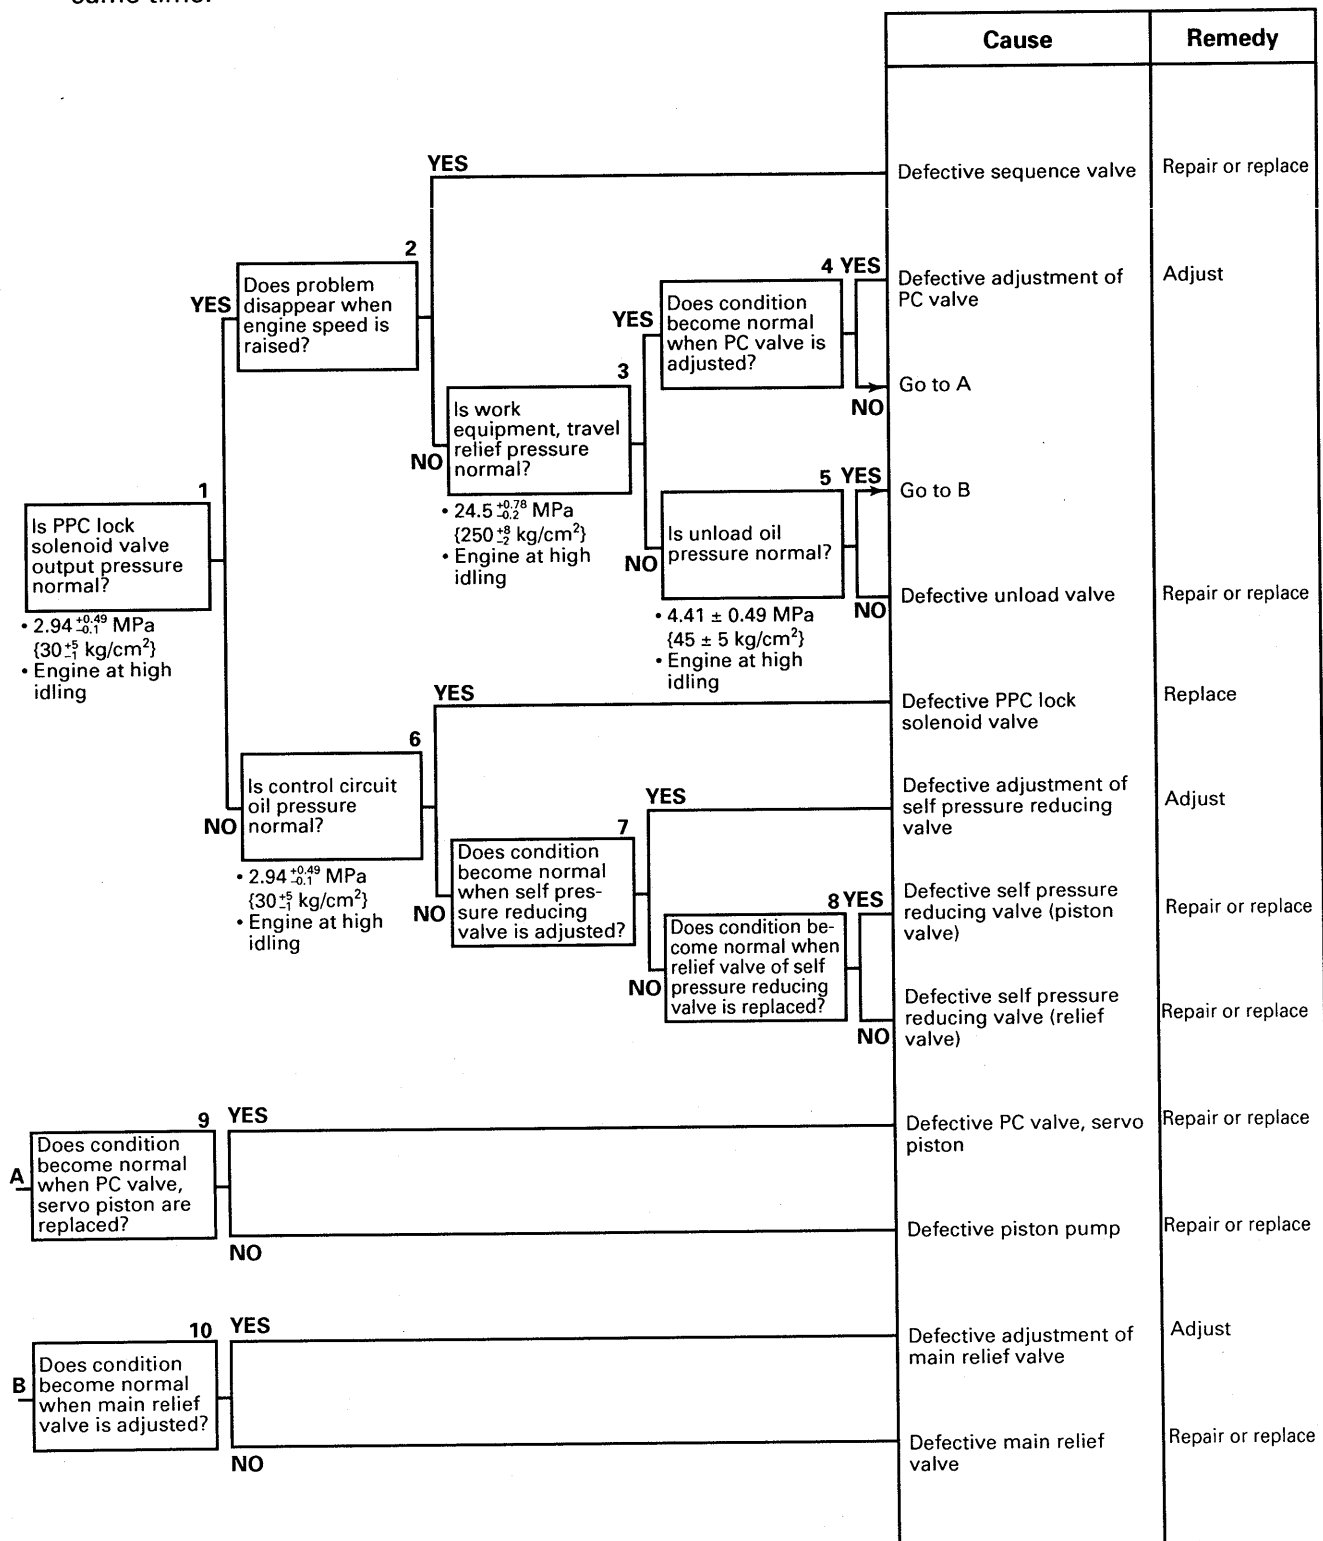 same time.
Cause
Remedy
YES
Defective sequence valve
Repair or replace
2
YES
Does problem
disappear when
engine speed is
raised?
4 YES
Defective adjustment of
PC valve
Adjust
YES
Does condition
become normal
when PC valve is
adjusted?
Go to A
NO
3
NO
Is work
equipment, travel
relief pressure
normal?
• 24.5 +0.78 −0.2 MPa
{250 +8 −2 kg/cm²}
• Engine at high
idling
5 YES
Go to B
NO
Is unload oil
pressure normal?
NO
Defective unload valve
Repair or replace
• 4.41 ± 0.49 MPa
{45 ± 5 kg/cm²}
• Engine at high
idling
1
Is PPC lock
solenoid valve
output pressure
normal?
• 2.94 +0.49 −0.1 MPa
{30 +5 −1 kg/cm²}
• Engine at high
idling
YES
Defective PPC lock
solenoid valve
Replace
6
NO
Is control circuit
oil pressure
normal?
• 2.94 +0.49 −0.1 MPa
{30 +5 −1 kg/cm²}
• Engine at high
idling
YES
Defective adjustment of
self pressure reducing
valve
Adjust
7
NO
Does condition
become normal
when self pres-
sure reducing
valve is adjusted?
8 YES
Defective self pressure
reducing valve (piston
valve)
Repair or replace
NO
Does condition be-
come normal when
relief valve of self
pressure reducing
valve is replaced?
NO
Defective self pressure
reducing valve (relief
valve)
Repair or replace
9
YES
Defective PC valve, servo
piston
Repair or replace
A
Does condition
become normal
when PC valve,
servo piston are
replaced?
NO
Defective piston pump
Repair or replace
10
YES
Defective adjustment of
main relief valve
Adjust
B
Does condition
become normal
when main relief
valve is adjusted?
NO
Defective main relief
valve
Repair or replace